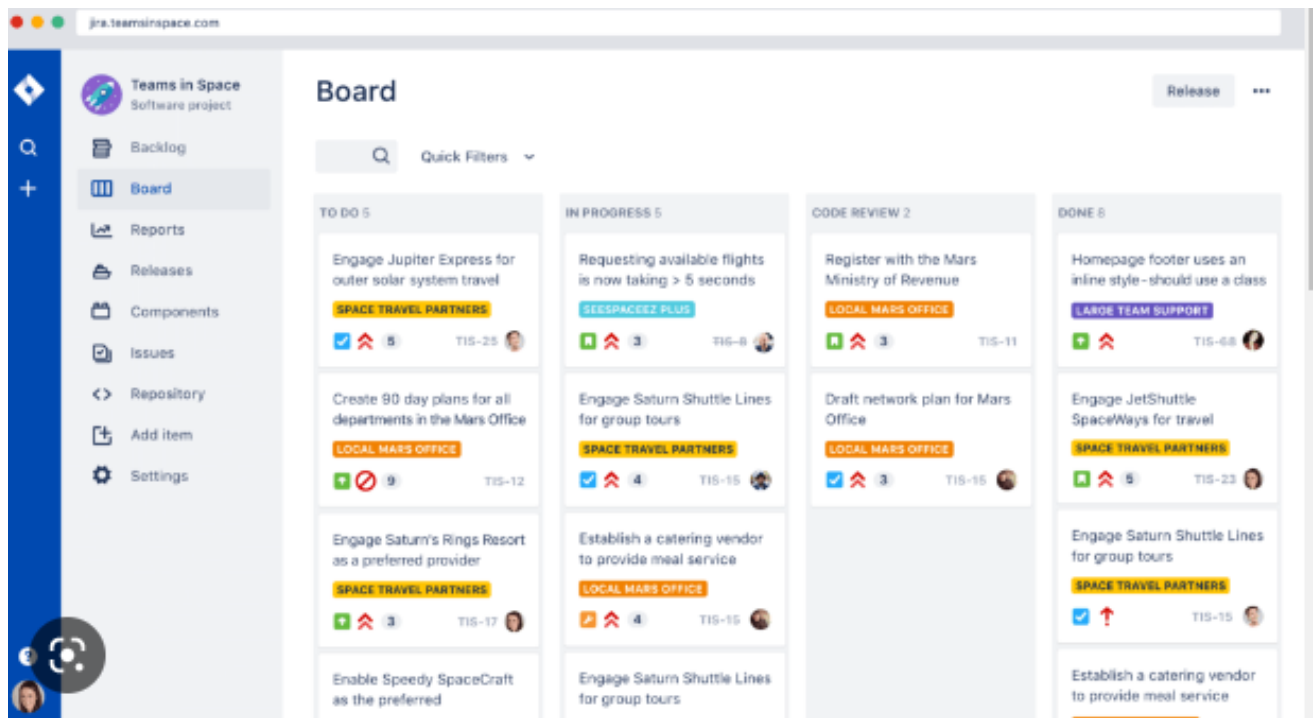 jira.teamsinspace.com
Teams in Space
Software project
Backlog
Board
Reports
Releases
Components
Issues
Repository
Add item
Settings
Board
Release
Quick Filters
TO DO 5
Engage Jupiter Express for
outer solar system travel
SPACE TRAVEL PARTNERS
5 TIS-25
Create 90 day plans for all
departments in the Mars Office
LOCAL MARS OFFICE
9 TIS-12
Engage Saturn's Rings Resort
as a preferred provider
SPACE TRAVEL PARTNERS
3 TIS-17
Enable Speedy SpaceCraft
as the preferred
IN PROGRESS 5
Requesting available flights
is now taking > 5 seconds
SEESPACEEZ PLUS
3 TIS-8
Engage Saturn Shuttle Lines
for group tours
SPACE TRAVEL PARTNERS
4 TIS-15
Establish a catering vendor
to provide meal service
LOCAL MARS OFFICE
4 TIS-15
Engage Saturn Shuttle Lines
for group tours
CODE REVIEW 2
Register with the Mars
Ministry of Revenue
LOCAL MARS OFFICE
3 TIS-11
Draft network plan for Mars
Office
LOCAL MARS OFFICE
3 TIS-15
DONE 8
Homepage footer uses an
inline style-should use a class
LARGE TEAM SUPPORT
TIS-68
Engage JetShuttle
SpaceWays for travel
SPACE TRAVEL PARTNERS
5 TIS-23
Engage Saturn Shuttle Lines
for group tours
SPACE TRAVEL PARTNERS
TIS-15
Establish a catering vendor
to provide meal service